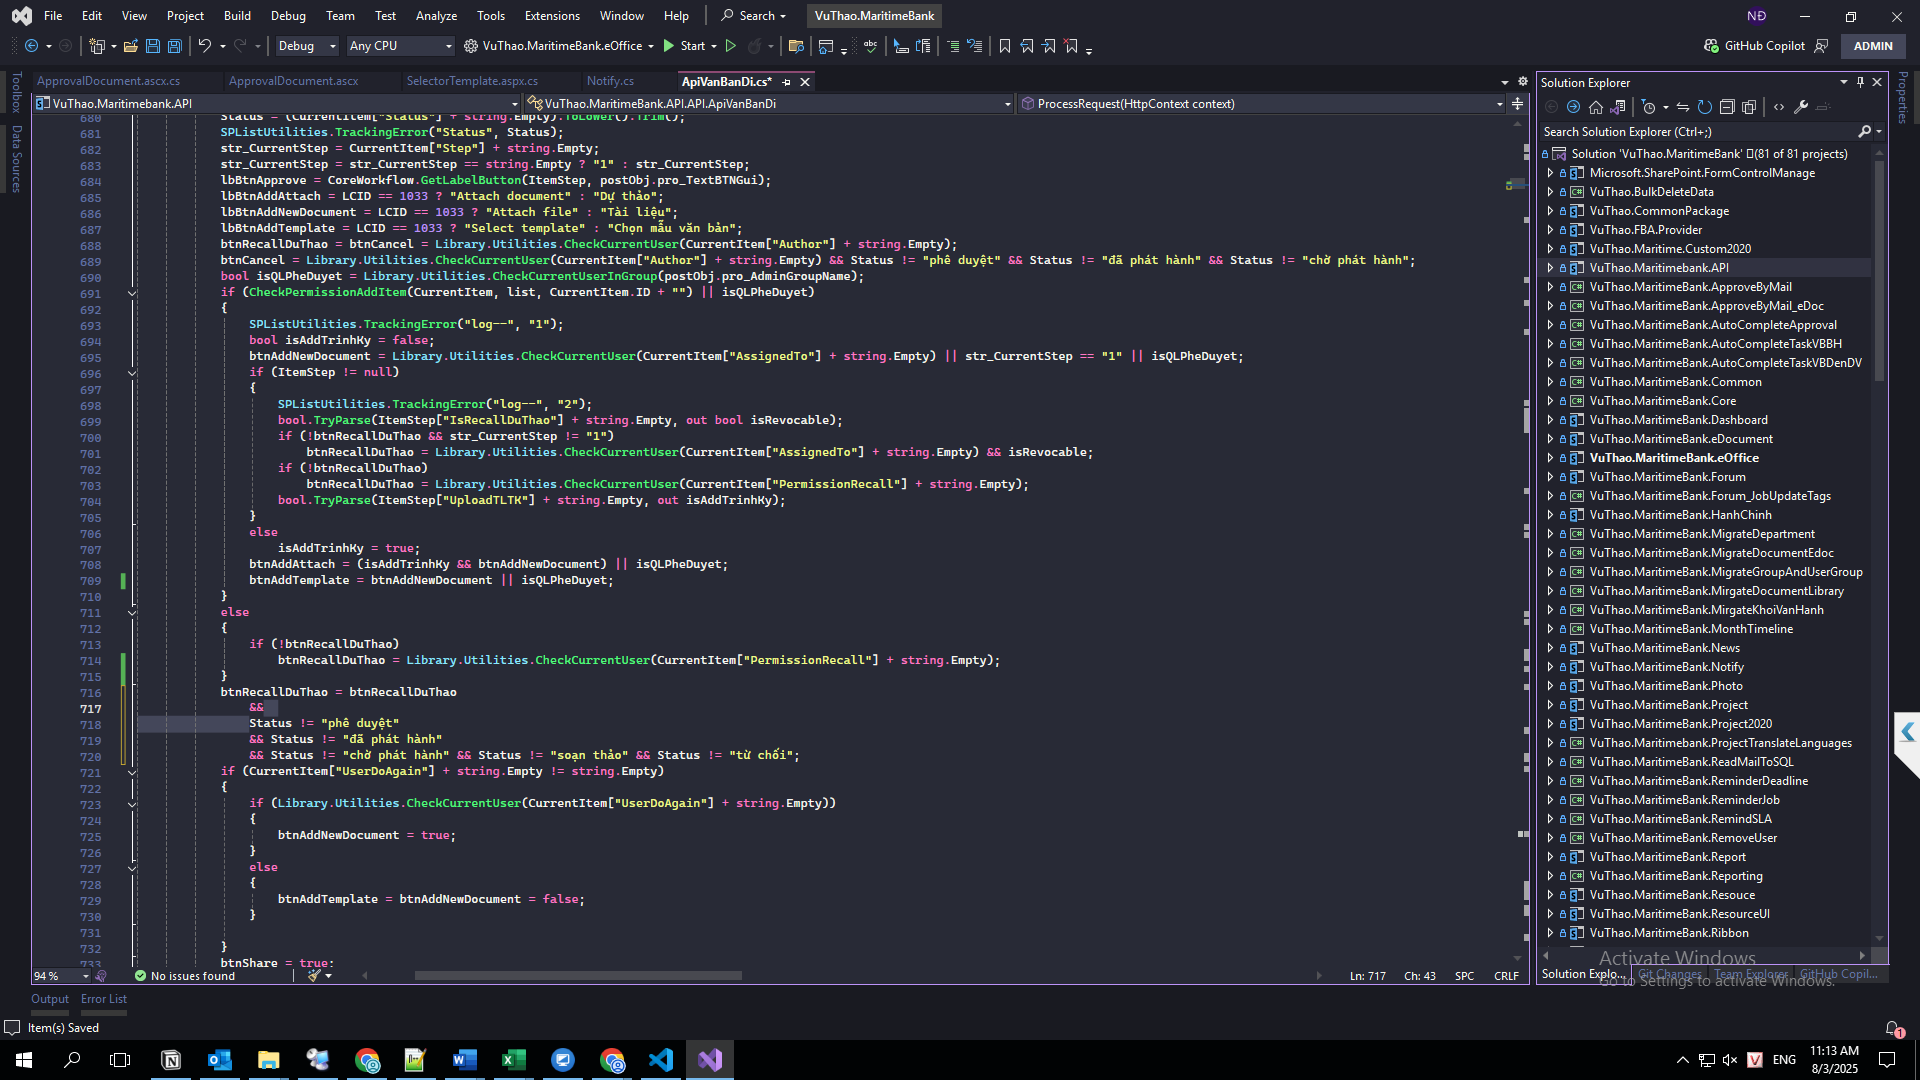 File Edit View Project Build Debug Team Test Analyze Tools Extensions Window Help Search VuThao.MaritimeBank NĐ
Debug Any CPU VuThao.MaritimeBank.eOffice Start GitHub Copilot ADMIN
ApprovalDocument.ascx.cs ApprovalDocument.ascx SelectorTemplate.aspx.cs Notify.cs ApiVanBanDi.cs*
VuThao.Maritimebank.API VuThao.MaritimeBank.API.API.ApiVanBanDi ProcessRequest(HttpContext context)
Toolbox
Data Sources
680 Status = (CurrentItem["Status"] + string.Empty).ToLower().Trim();
681 SPListUtilities.TrackingError("Status", Status);
682 str_CurrentStep = CurrentItem["Step"] + string.Empty;
683 str_CurrentStep = str_CurrentStep == string.Empty ? "1" : str_CurrentStep;
684 lbBtnApprove = CoreWorkflow.GetLabelButton(ItemStep, postObj.pro_TextBTNGui);
685 lbBtnAddAttach = LCID == 1033 ? "Attach document" : "Dự thảo";
686 lbBtnAddNewDocument = LCID == 1033 ? "Attach file" : "Tài liệu";
687 lbBtnAddTemplate = LCID == 1033 ? "Select template" : "Chọn mẫu văn bản";
688 btnRecallDuThao = btnCancel = Library.Utilities.CheckCurrentUser(CurrentItem["Author"] + string.Empty);
689 btnCancel = Library.Utilities.CheckCurrentUser(CurrentItem["Author"] + string.Empty) && Status != "phê duyệt" && Status != "đã phát hành" && Status != "chờ phát hành";
690 bool isQLPheDuyet = Library.Utilities.CheckCurrentUserInGroup(postObj.pro_AdminGroupName);
691 if (CheckPermissionAddItem(CurrentItem, list, CurrentItem.ID + "") || isQLPheDuyet)
692 {
693 SPListUtilities.TrackingError("log--", "1");
694 bool isAddTrinhKy = false;
695 btnAddNewDocument = Library.Utilities.CheckCurrentUser(CurrentItem["AssignedTo"] + string.Empty) || str_CurrentStep == "1" || isQLPheDuyet;
696 if (ItemStep != null)
697 {
698 SPListUtilities.TrackingError("log--", "2");
699 bool.TryParse(ItemStep["IsRecallDuThao"] + string.Empty, out bool isRevocable);
700 if (!btnRecallDuThao && str_CurrentStep != "1")
701 btnRecallDuThao = Library.Utilities.CheckCurrentUser(CurrentItem["AssignedTo"] + string.Empty) && isRevocable;
702 if (!btnRecallDuThao)
703 btnRecallDuThao = Library.Utilities.CheckCurrentUser(CurrentItem["PermissionRecall"] + string.Empty);
704 bool.TryParse(ItemStep["UploadTLTK"] + string.Empty, out isAddTrinhKy);
705 }
706 else
707 isAddTrinhKy = true;
708 btnAddAttach = (isAddTrinhKy && btnAddNewDocument) || isQLPheDuyet;
709 btnAddTemplate = btnAddNewDocument || isQLPheDuyet;
710 }
711 else
712 {
713 if (!btnRecallDuThao)
714 btnRecallDuThao = Library.Utilities.CheckCurrentUser(CurrentItem["PermissionRecall"] + string.Empty);
715 }
716 btnRecallDuThao = btnRecallDuThao
717 &&
718 Status != "phê duyệt"
719 && Status != "đã phát hành"
720 && Status != "chờ phát hành" && Status != "soạn thảo" && Status != "từ chối";
721 if (CurrentItem["UserDoAgain"] + string.Empty != string.Empty)
722 {
723 if (Library.Utilities.CheckCurrentUser(CurrentItem["UserDoAgain"] + string.Empty))
724 {
725 btnAddNewDocument = true;
726 }
727 else
728 {
729 btnAddTemplate = btnAddNewDocument = false;
730 }
731
732 }
733 btnShare = true;
94 % No issues found Ln: 717 Ch: 43 SPC CRLF
Output Error List
Item(s) Saved
Solution Explorer
Search Solution Explorer (Ctrl+;)
Solution 'VuThao.MaritimeBank' (81 of 81 projects)
Microsoft.SharePoint.FormControlManage
VuThao.BulkDeleteData
VuThao.CommonPackage
VuThao.FBA.Provider
VuThao.Maritime.Custom2020
VuThao.Maritimebank.API
VuThao.MaritimeBank.ApproveByMail
VuThao.MaritimeBank.ApproveByMail_eDoc
VuThao.MaritimeBank.AutoCompleteApproval
VuThao.MaritimeBank.AutoCompleteTaskVBBH
VuThao.MaritimeBank.AutoCompleteTaskVBDenDV
VuThao.MaritimeBank.Common
VuThao.MaritimeBank.Core
VuThao.MaritimeBank.Dashboard
VuThao.MaritimeBank.eDocument
VuThao.MaritimeBank.eOffice
VuThao.MaritimeBank.Forum
VuThao.MaritimeBank.Forum_JobUpdateTags
VuThao.MaritimeBank.HanhChinh
VuThao.MaritimeBank.MigrateDepartment
VuThao.MaritimeBank.MigrateDocumentEdoc
VuThao.MaritimeBank.MigrateGroupAndUserGroup
VuThao.MaritimeBank.MirgateDocumentLibrary
VuThao.MaritimeBank.MirgateKhoiVanHanh
VuThao.MaritimeBank.MonthTimeline
VuThao.MaritimeBank.News
VuThao.MaritimeBank.Notify
VuThao.MaritimeBank.Photo
VuThao.MaritimeBank.Project
VuThao.MaritimeBank.Project2020
VuThao.Maritimebank.ProjectTranslateLanguages
VuThao.MaritimeBank.ReadMailToSQL
VuThao.MaritimeBank.ReminderDeadline
VuThao.MaritimeBank.ReminderJob
VuThao.MaritimeBank.RemindSLA
VuThao.MaritimeBank.RemoveUser
VuThao.MaritimeBank.Report
VuThao.MaritimeBank.Reporting
VuThao.MaritimeBank.Resouce
VuThao.MaritimeBank.ResourceUI
VuThao.MaritimeBank.Ribbon
Solution Explo... Git Changes Team Explorer GitHub Copil...
Properties
Activate Windows
Go to Settings to activate Windows.
ENG 11:13 AM
8/3/2025